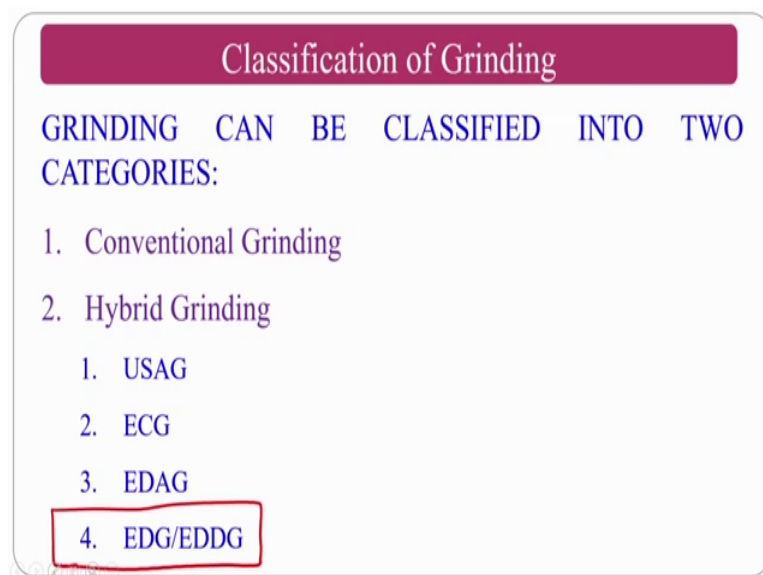 Classification of Grinding
GRINDING CAN BE CLASSIFIED INTO TWO
CATEGORIES:
1. Conventional Grinding
2. Hybrid Grinding
1. USAG
2. ECG
3. EDAG
4. EDG/EDDG